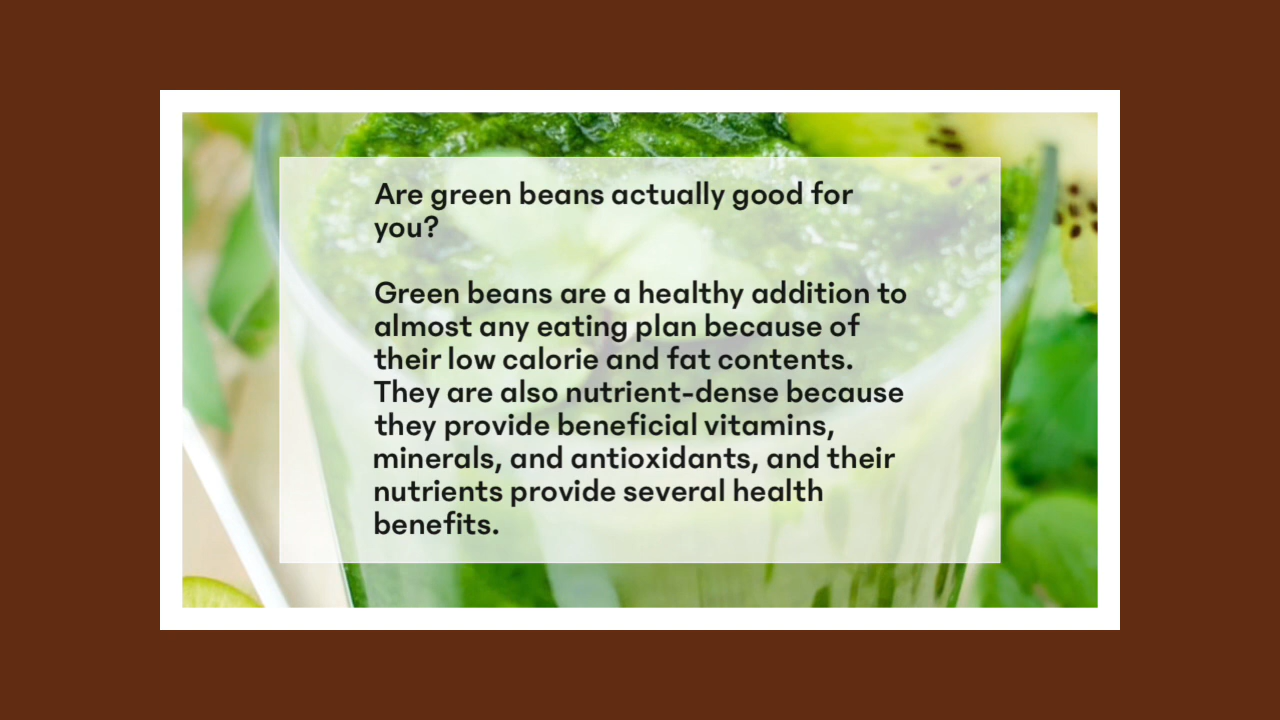 Are green beans actually good for
you?
Green beans are a healthy addition to
almost any eating plan because of
their low calorie and fat contents.
They are also nutrient-dense because
they provide beneficial vitamins,
minerals, and antioxidants, and their
nutrients provide several health
benefits.